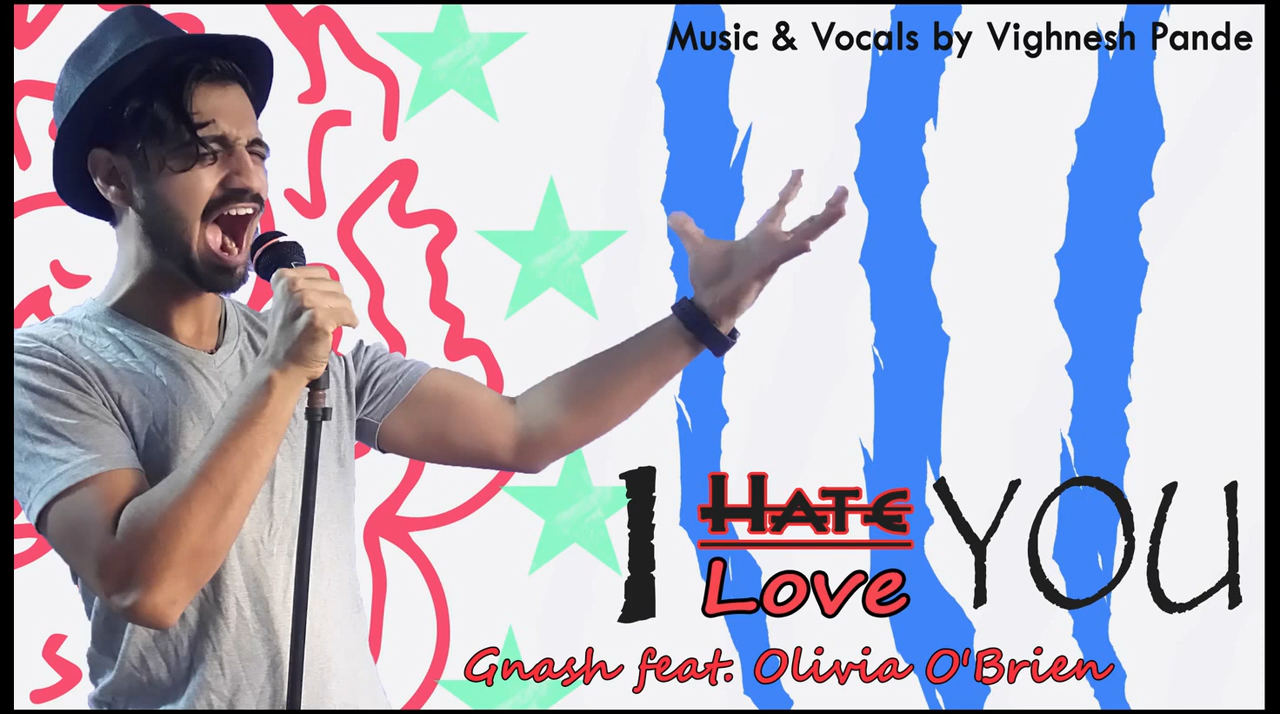 Music & Vocals by Vighnesh Pande
I Hate YOU
Love
Gnash feat. Olivia O'Brien